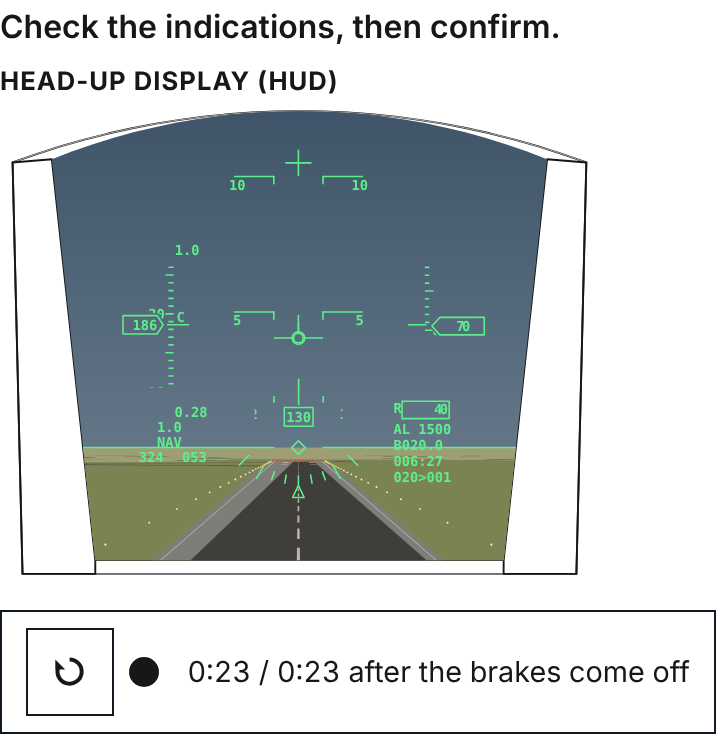 Check the indications, then confirm.
HEAD-UP DISPLAY (HUD)
10 10
1.0
186 C 70
5 5
0.28 130 R 40
1.0 AL 1500
NAV B020.0
324 053 006:27
020>001
0:23 / 0:23 after the brakes come off